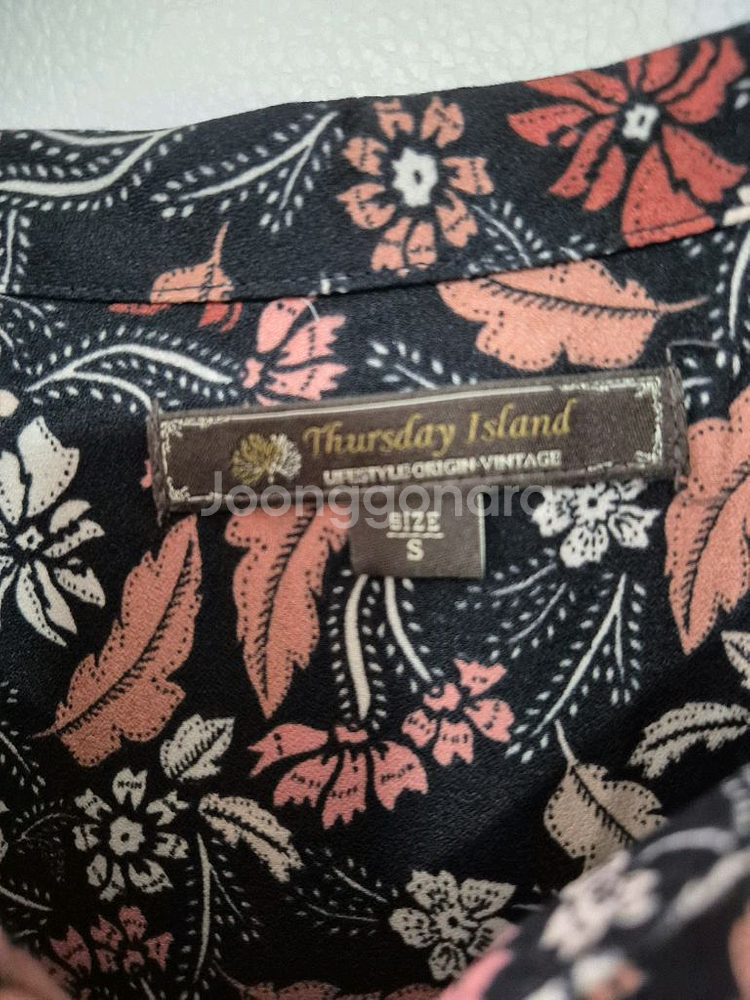 Thursday Island
LIFESTYLE ORIGIN-VINTAGE
Joonggonara
SIZE
S